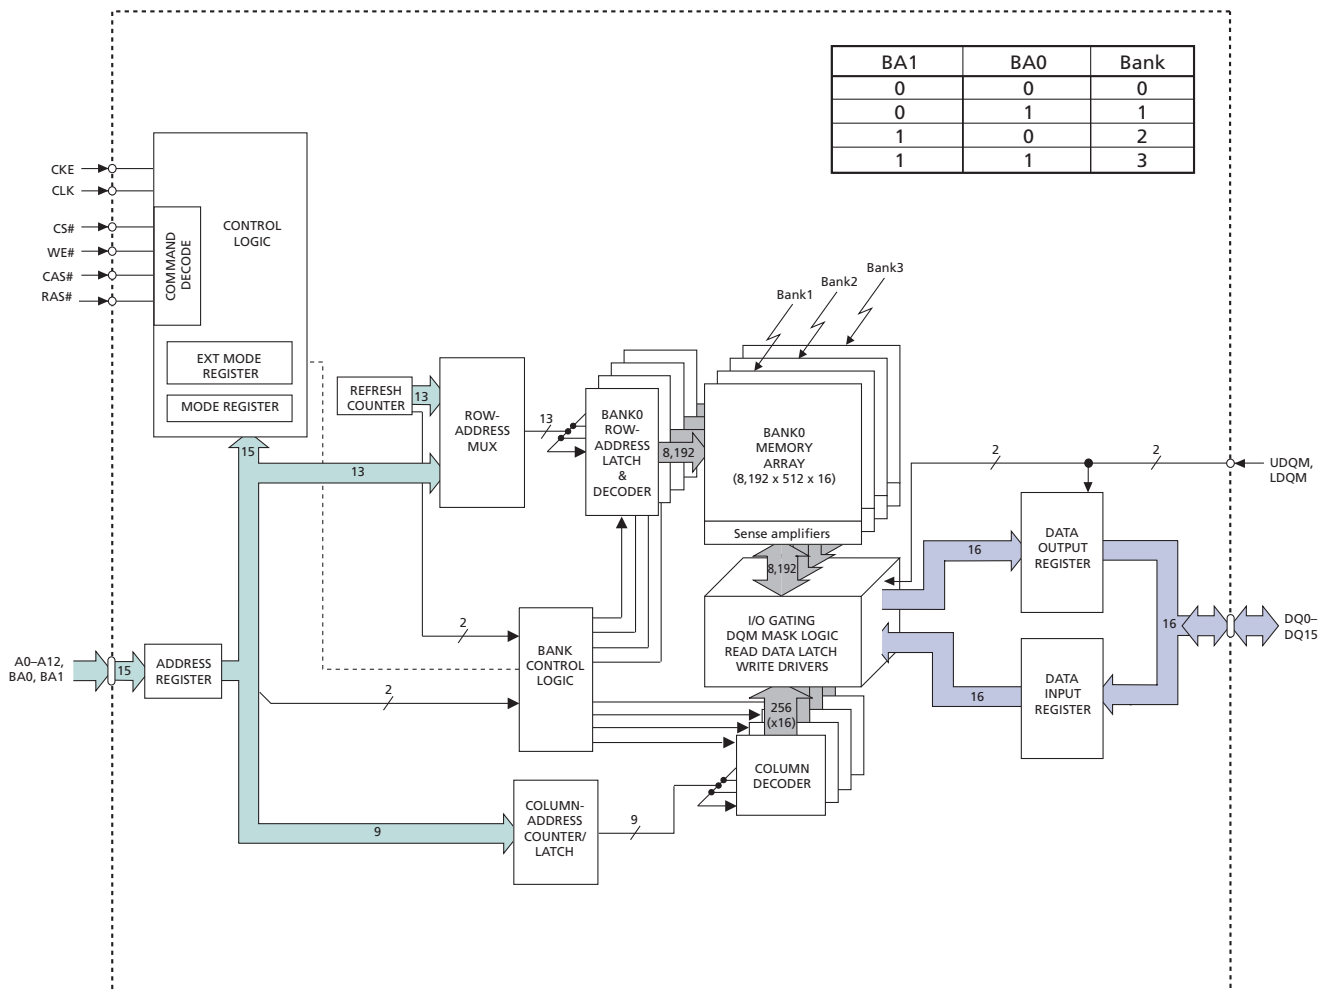 BA1 BA0 Bank
0 0 0
0 1 1
1 0 2
1 1 3
CKE
CLK
CS#
WE#
CAS#
RAS#
CONTROL
LOGIC
COMMAND
DECODE
EXT MODE
REGISTER
MODE REGISTER
REFRESH
COUNTER
13
ROW-
ADDRESS
MUX
13
BANK0
ROW-
ADDRESS
LATCH
&
DECODER
8,192
Bank1
Bank2
Bank3
BANK0
MEMORY
ARRAY
(8,192 x 512 x 16)
Sense amplifiers
8,192
15
13
2
2
UDQM,
LDQM
16
DATA
OUTPUT
REGISTER
I/O GATING
DQM MASK LOGIC
READ DATA LATCH
WRITE DRIVERS
16
DQ0–
DQ15
16
DATA
INPUT
REGISTER
2
BANK
CONTROL
LOGIC
A0–A12,
BA0, BA1
15
ADDRESS
REGISTER
2
256
(x16)
COLUMN
DECODER
COLUMN-
ADDRESS
COUNTER/
LATCH
9
9